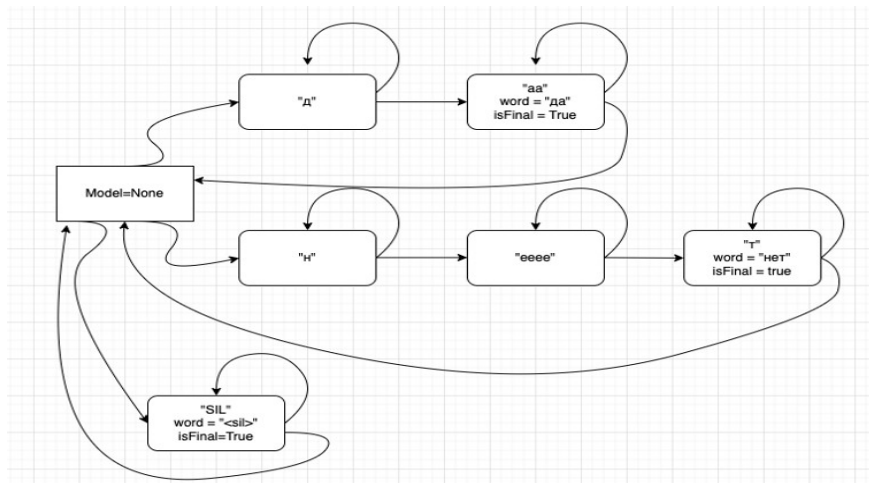 "д"
"аа"
word = "да"
isFinal = True
Model=None
"н"
"ееее"
"т"
word = "нет"
isFinal = true
"SIL"
word = "<sil>"
isFinal=True